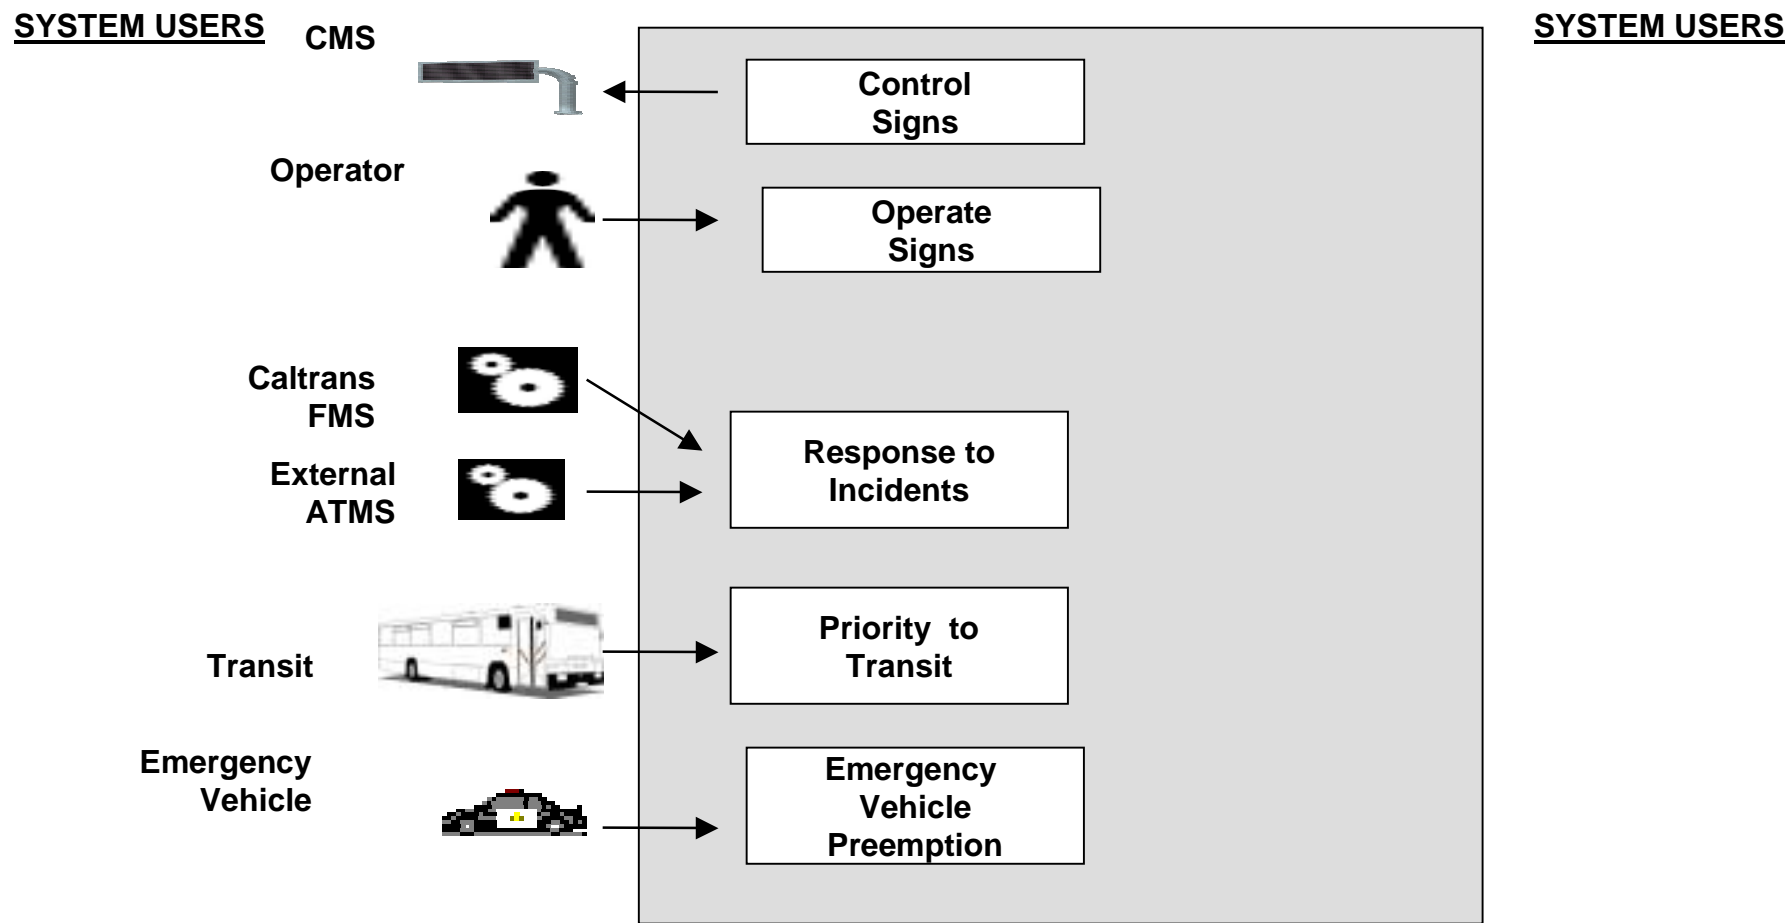 SYSTEM USERS
SYSTEM USERS
CMS
Control
Signs
Operator
Operate
Signs
Caltrans
FMS
Response to
Incidents
External
ATMS
Priority to
Transit
Transit
Emergency
Vehicle
Emergency
Vehicle
Preemption